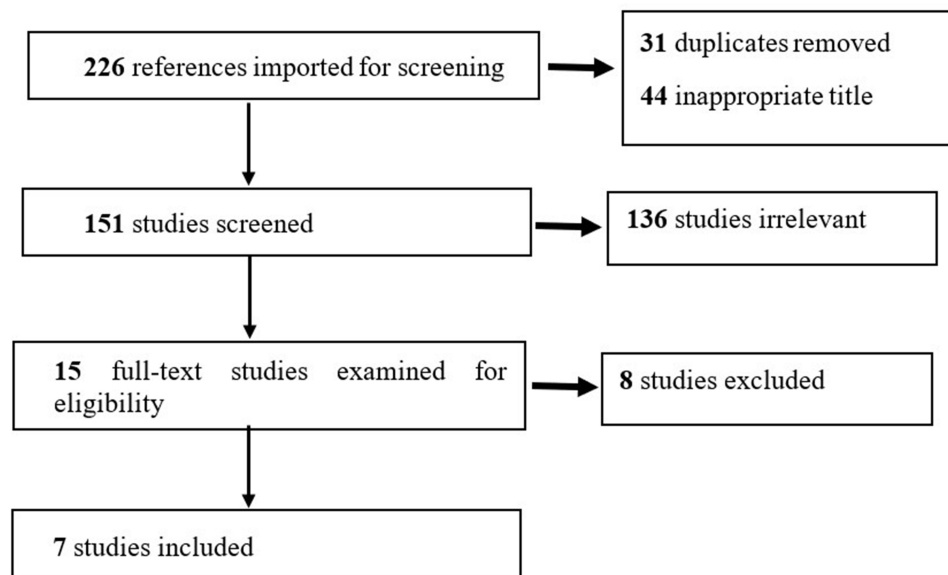 226 references imported for screening
31 duplicates removed
44 inappropriate title
151 studies screened
136 studies irrelevant
15 full-text studies examined for
eligibility
8 studies excluded
7 studies included